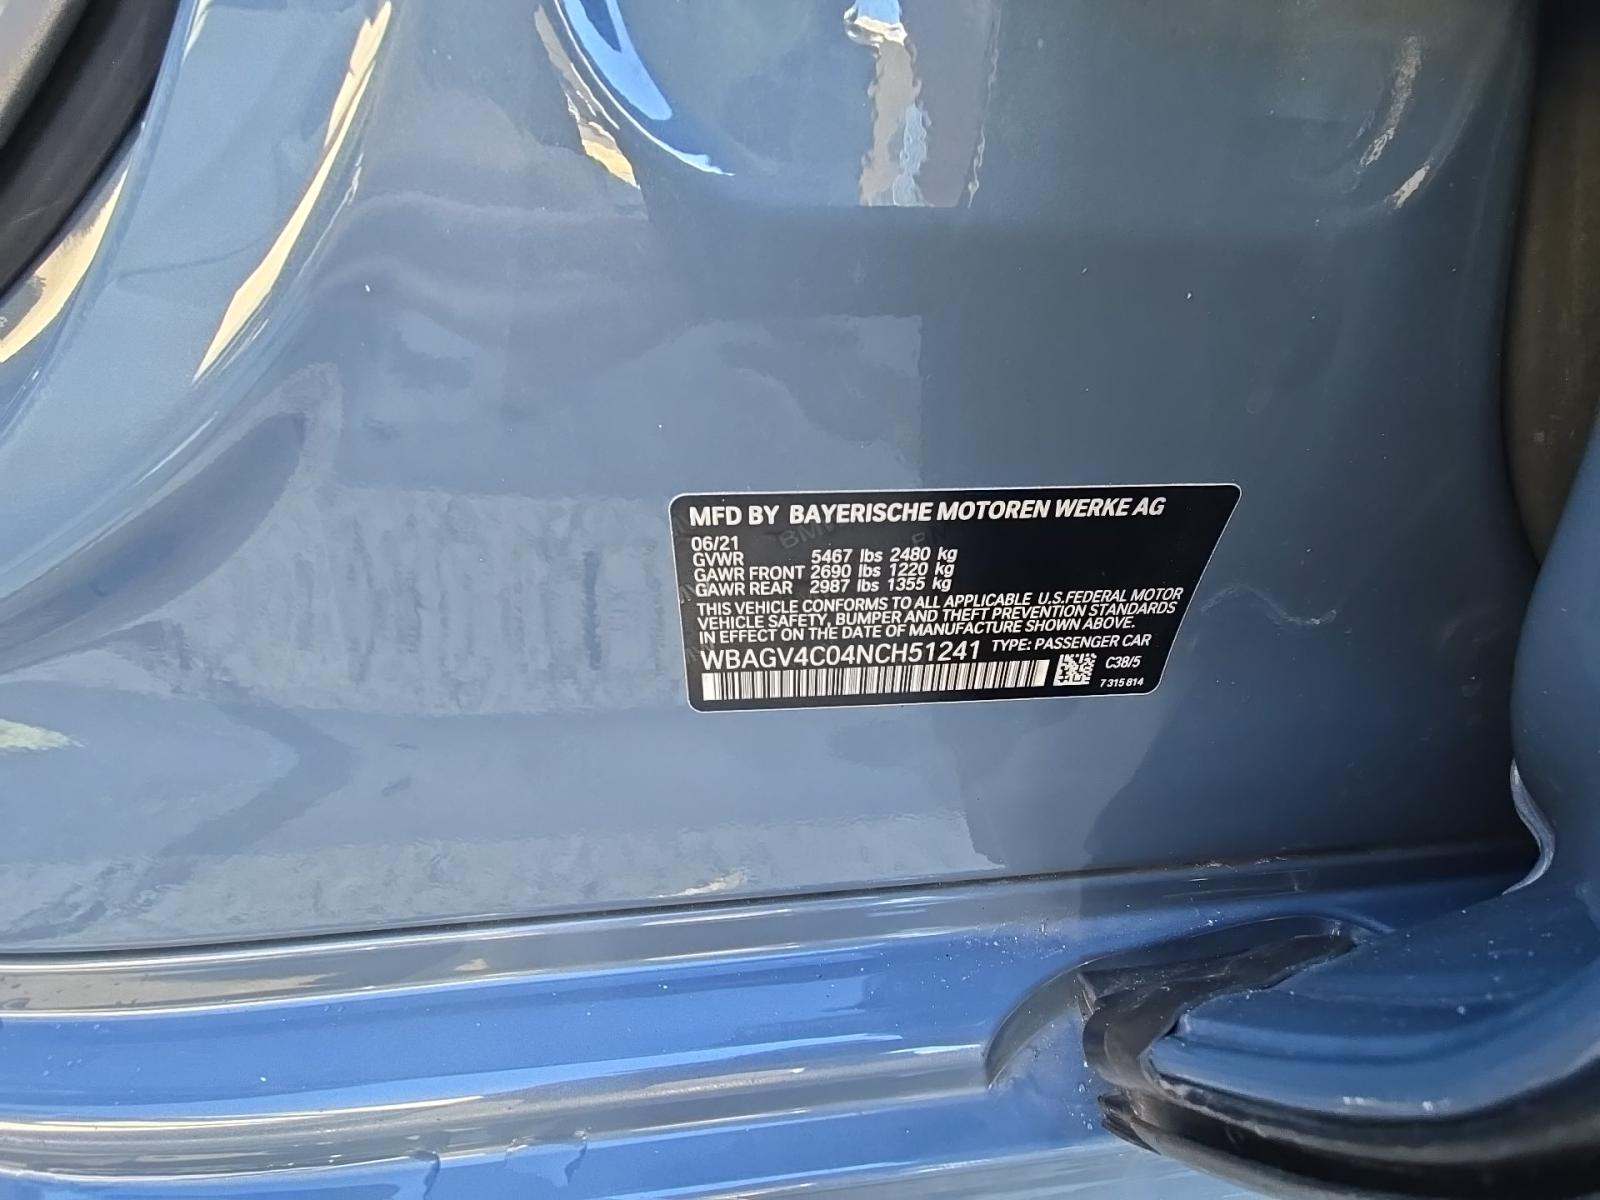 MFD BY BAYERISCHE MOTOREN WERKE AG
06/21
GVWR 5467 lbs 2480 kg
GAWR FRONT 2690 lbs 1220 kg
GAWR REAR 2987 lbs 1355 kg
THIS VEHICLE CONFORMS TO ALL APPLICABLE U.S.FEDERAL MOTOR
VEHICLE SAFETY, BUMPER AND THEFT PREVENTION STANDARDS
IN EFFECT ON THE DATE OF MANUFACTURE SHOWN ABOVE.
WBAGV4C04NCH51241 TYPE: PASSENGER CAR
C38/5
7 315 814